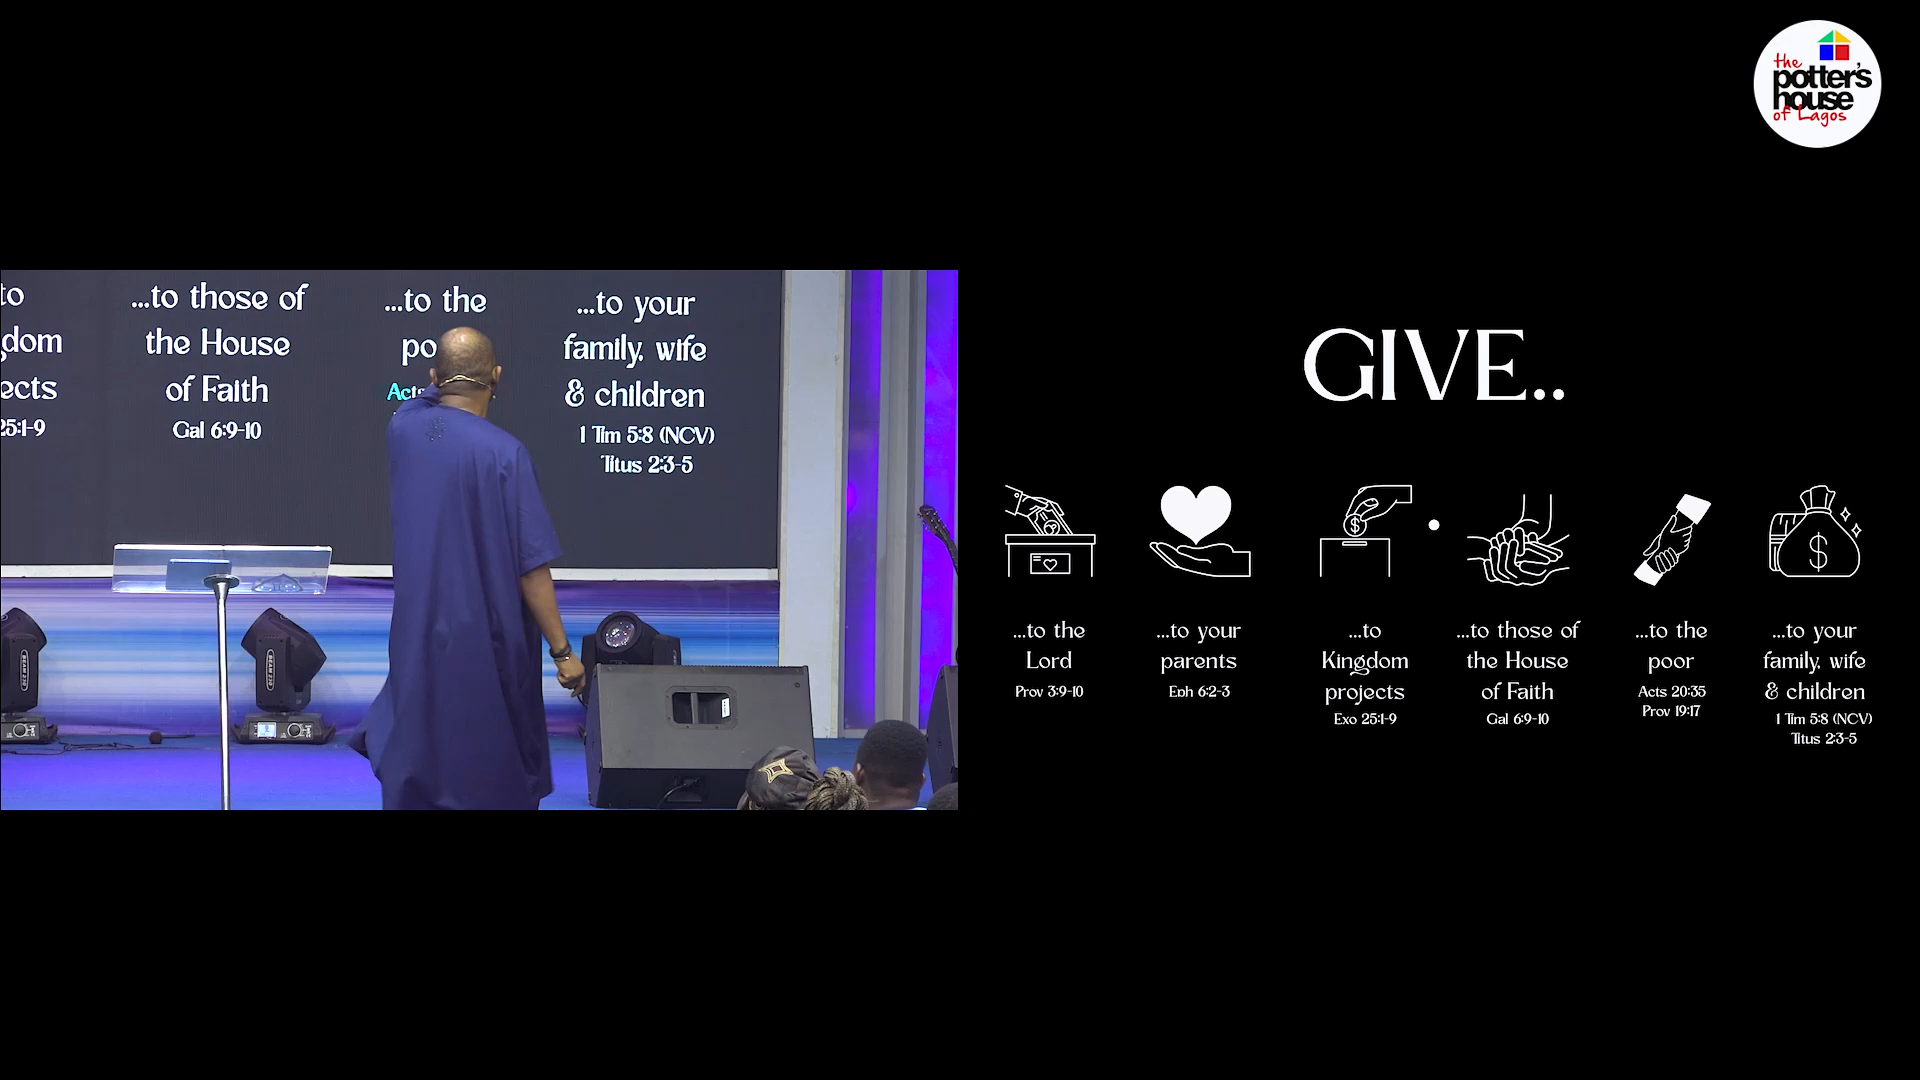 the
potter's
house
of Lagos
to
dom
ects
25:1-9
...to those of
the House
of Faith
Gal 6:9-10
...to the
po
Acts
...to your
family, wife
& children
1 Tim 5:8 (NCV)
Titus 2:3-5
BEAM 230
BEAM 230
GIVE..
...to the
Lord
Prov 3:9-10
...to your
parents
Eph 6:2-3
...to
Kingdom
projects
Exo 25:1-9
...to those of
the House
of Faith
Gal 6:9-10
...to the
poor
Acts 20:35
Prov 19:17
...to your
family, wife
& children
1 Tim 5:8 (NCV)
Titus 2:3-5